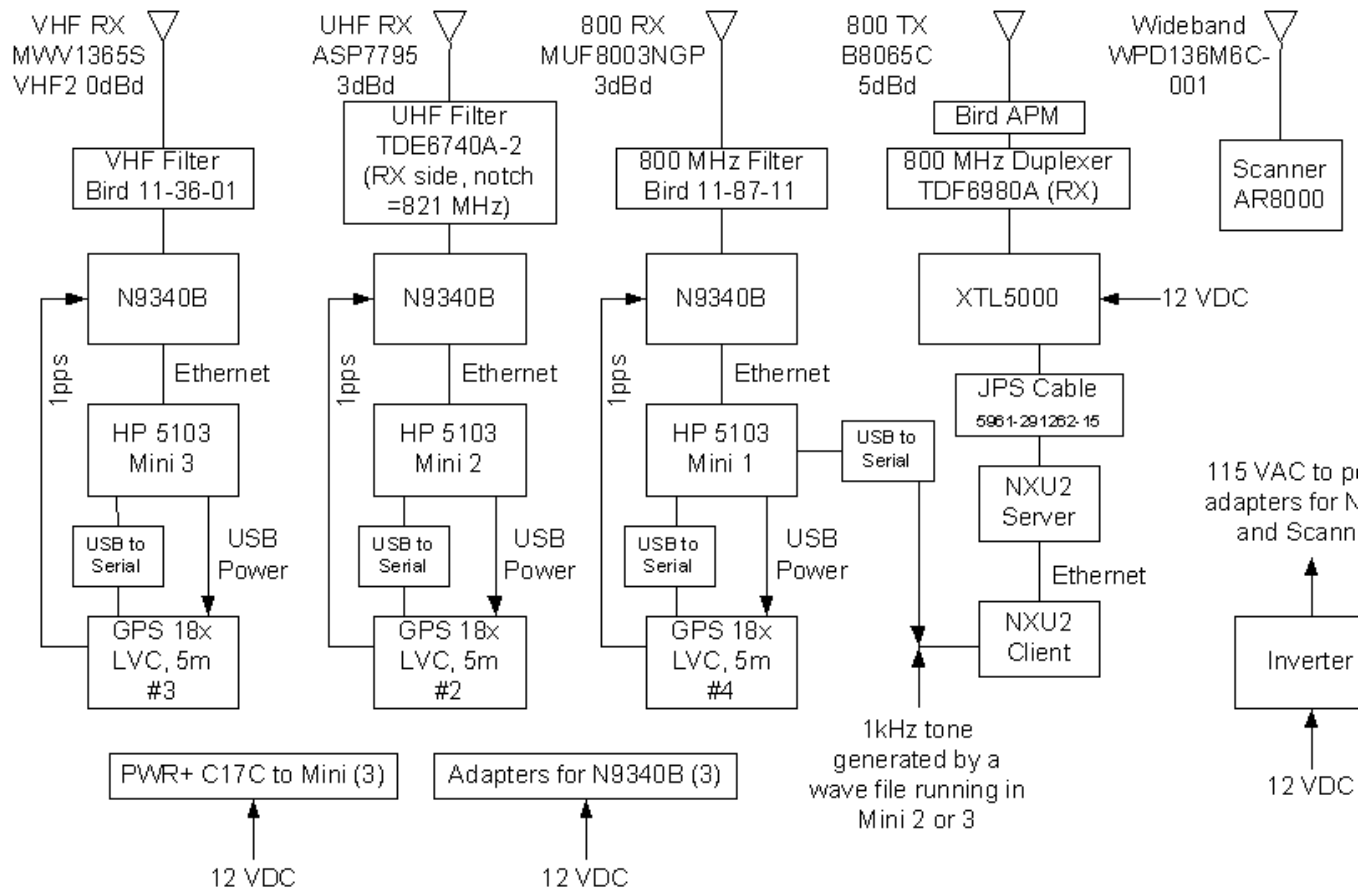 VHF RX
MWV1365S
VHF2 0dBd
UHF RX
ASP7795
3dBd
800 RX
MUF8003NGP
3dBd
800 TX
B8065C
5dBd
Wideband
WPD136M6C-
001
VHF Filter
Bird 11-36-01
UHF Filter
TDE6740A-2
(RX side, notch
=821 MHz)
800 MHz Filter
Bird 11-87-11
Bird APM
800 MHz Duplexer
TDF6980A (RX)
Scanner
AR8000
N9340B
N9340B
N9340B
XTL5000
12 VDC
1pps
Ethernet
1pps
Ethernet
1pps
Ethernet
JPS Cable
5961-291262-15
HP 5103
Mini 3
HP 5103
Mini 2
HP 5103
Mini 1
USB to
Serial
NXU2
Server
115 VAC to
adapters for
and
USB to
Serial
USB
Power
USB to
Serial
USB
Power
USB to
Serial
USB
Power
Ethernet
GPS 18x
LVC, 5m
#3
GPS 18x
LVC, 5m
#2
GPS 18x
LVC, 5m
#4
NXU2
Client
Inverter
1kHz tone
generated by a
wave file running in
Mini 2 or 3
PWR+ C17C to Mini (3)
Adapters for N9340B (3)
12 VDC
12 VDC
12 VDC